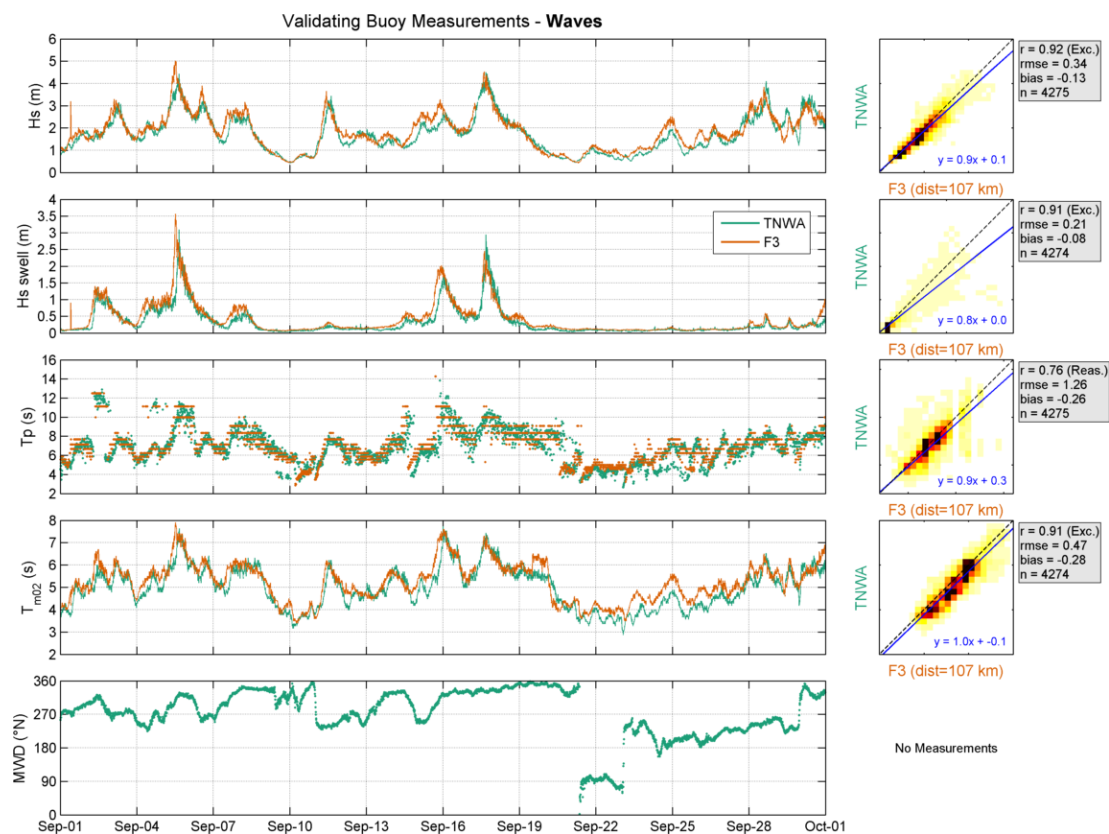 Validating Buoy Measurements - Waves
Hs (m)
6
5
4
3
2
1
0
TNWA
r = 0.92 (Exc.)
rmse = 0.34
bias = -0.13
n = 4275
y = 0.9x + 0.1
F3 (dist=107 km)
Hs swell (m)
4
3.5
3
2.5
2
1.5
1
0.5
0
TNWA
F3
TNWA
r = 0.91 (Exc.)
rmse = 0.21
bias = -0.08
n = 4274
y = 0.8x + 0.0
F3 (dist=107 km)
Tp (s)
16
14
12
10
8
6
4
2
TNWA
r = 0.76 (Reas.)
rmse = 1.26
bias = -0.26
n = 4275
y = 0.9x + 0.3
F3 (dist=107 km)
Tm02 (s)
8
7
6
5
4
3
2
TNWA
r = 0.91 (Exc.)
rmse = 0.47
bias = -0.28
n = 4274
y = 1.0x + -0.1
F3 (dist=107 km)
MWD (°N)
360
270
180
90
0
Sep-01 Sep-04 Sep-07 Sep-10 Sep-13 Sep-16 Sep-19 Sep-22 Sep-25 Sep-28 Oct-01
No Measurements